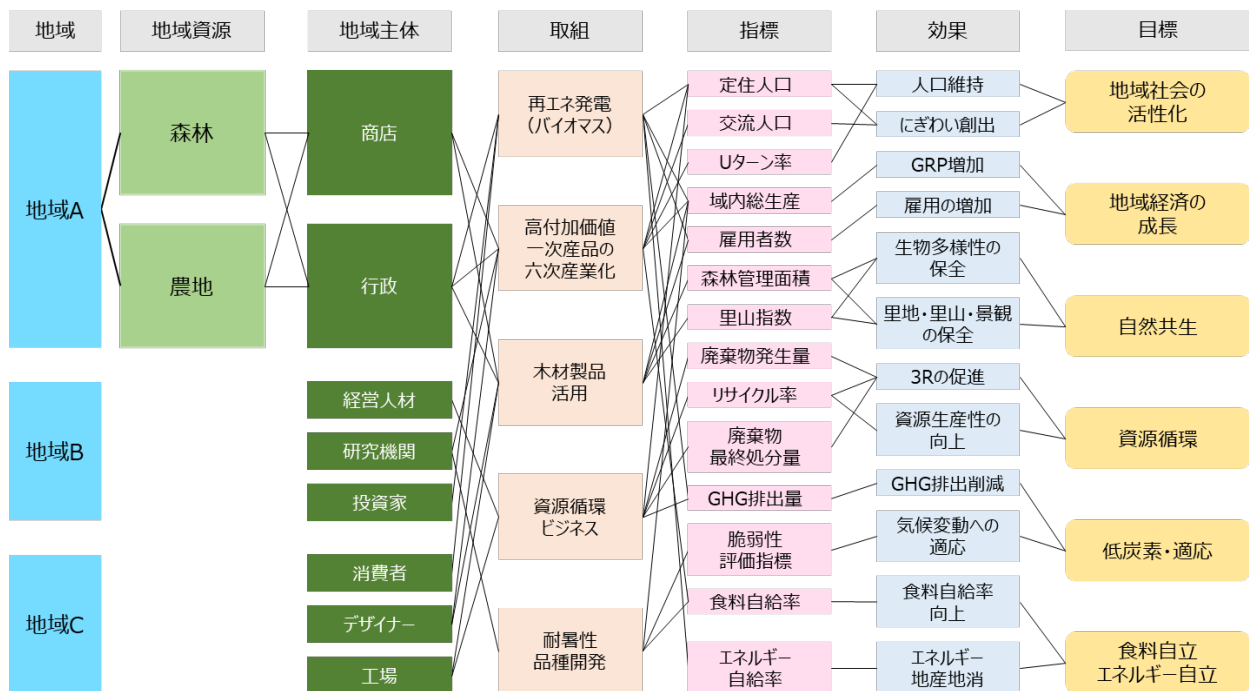 地域
地域資源
地域主体
取組
指標
効果
目標
地域A
地域B
地域C
森林
農地
商店
行政
経営人材
研究機関
投資家
消費者
デザイナー
工場
再エネ発電
(バイオマス)
高付加価値
一次産品の
六次産業化
木材製品
活用
資源循環
ビジネス
耐暑性
品種開発
定住人口
交流人口
Uターン率
域内総生産
雇用者数
森林管理面積
里山指数
廃棄物発生量
リサイクル率
廃棄物
最終処分量
GHG排出量
脆弱性
評価指標
食料自給率
エネルギー
自給率
人口維持
にぎわい創出
GRP増加
雇用の増加
生物多様性の
保全
里地・里山・景観
の保全
3Rの促進
資源生産性の
向上
GHG排出削減
気候変動への
適応
食料自給率
向上
エネルギー
地産地消
地域社会の
活性化
地域経済の
成長
自然共生
資源循環
低炭素・適応
食料自立
エネルギー自立